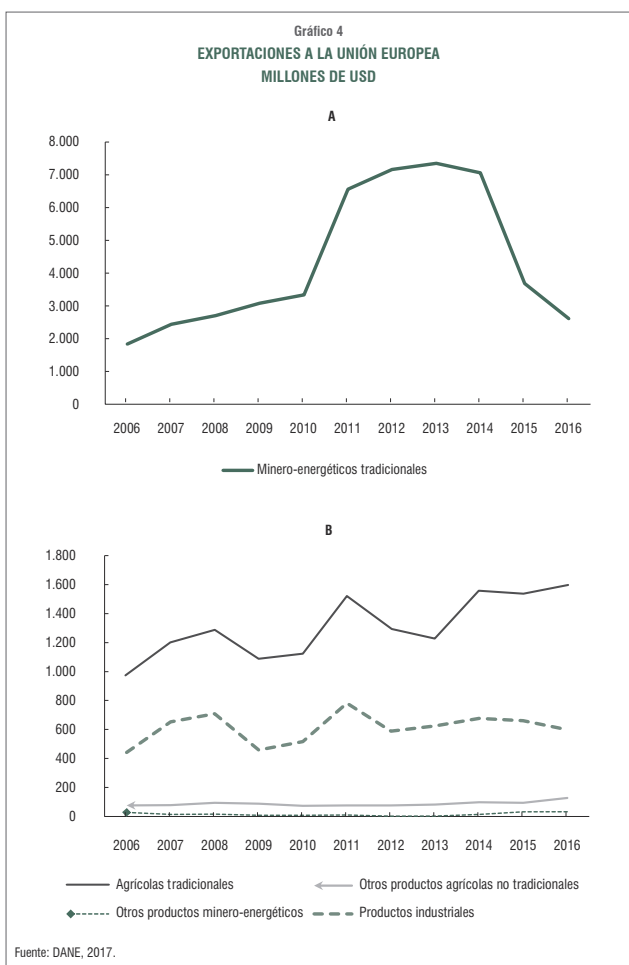 Gráfico 4
EXPORTACIONES A LA UNIÓN EUROPEA
MILLONES DE USD
A
8.000
7.000
6.000
5.000
4.000
3.000
2.000
1.000
0
2006 2007 2008 2009 2010 2011 2012 2013 2014 2015 2016
Minero-energéticos tradicionales
B
1.800
1.600
1.400
1.200
1.000
800
600
400
200
0
2006 2007 2008 2009 2010 2011 2012 2013 2014 2015 2016
Agrícolas tradicionales Otros productos agrícolas no tradicionales
Otros productos minero-energéticos Productos industriales
Fuente: DANE, 2017.